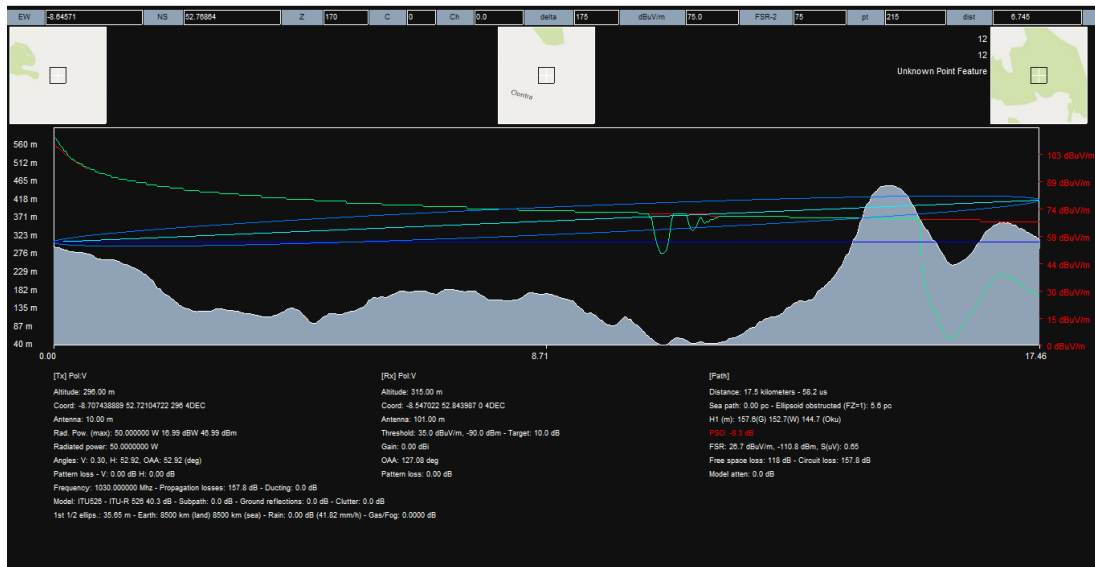 EW -8.64571 NS 52.76864 Z 170 C 0 Ch 0.0 delta 175 dBuV/m 75.0 FSR-2 75 pt 215 dist 6.745
12
12
Unknown Point Feature
Clontra
560 m
512 m
465 m
418 m
371 m
323 m
276 m
229 m
182 m
135 m
87 m
40 m
103 dBuV/m
89 dBuV/m
74 dBuV/m
59 dBuV/m
44 dBuV/m
30 dBuV/m
15 dBuV/m
0 dBuV/m
0.00 8.71 17.46
[Tx] Pol:V
Altitude: 296.00 m
Coord: -8.707438889 52.72104722 296 4DEC
Antenna: 10.00 m
Rad. Pow. (max): 50.000000 W 16.99 dBW 46.99 dBm
Radiated power: 50.0000000 W
Angles: V: 0.30, H: 52.92, OAA: 52.92 (deg)
Pattern loss - V: 0.00 dB H: 0.00 dB
Frequency: 1030.000000 Mhz - Propagation losses: 157.8 dB - Ducting: 0.0 dB
Model: ITU526 - ITU-R 526 40.3 dB - Subpath: 0.0 dB - Ground reflections: 0.0 dB - Clutter: 0.0 dB
1st 1/2 ellips.: 35.65 m - Earth: 8500 km (land) 8500 km (sea) - Rain: 0.00 dB (41.82 mm/h) - Gas/Fog: 0.0000 dB
[Rx] Pol:V
Altitude: 315.00 m
Coord: -8.547022 52.843987 0 4DEC
Antenna: 101.00 m
Threshold: 35.0 dBuV/m, -90.0 dBm - Target: 10.0 dB
Gain: 0.00 dBi
OAA: 127.08 deg
Pattern loss: 0.00 dB
[Path]
Distance: 17.5 kilometers - 58.2 us
Sea path: 0.00 pc - Ellipsoid obstructed (FZ=1): 5.6 pc
H1 (m): 157.6(G) 152.7(W) 144.7 (Oku)
PSO: -8.3 dB
FSR: 26.7 dBuV/m, -110.8 dBm, S(uV): 0.65
Free space loss: 118 dB - Circuit loss: 157.8 dB
Model atten: 0.0 dB